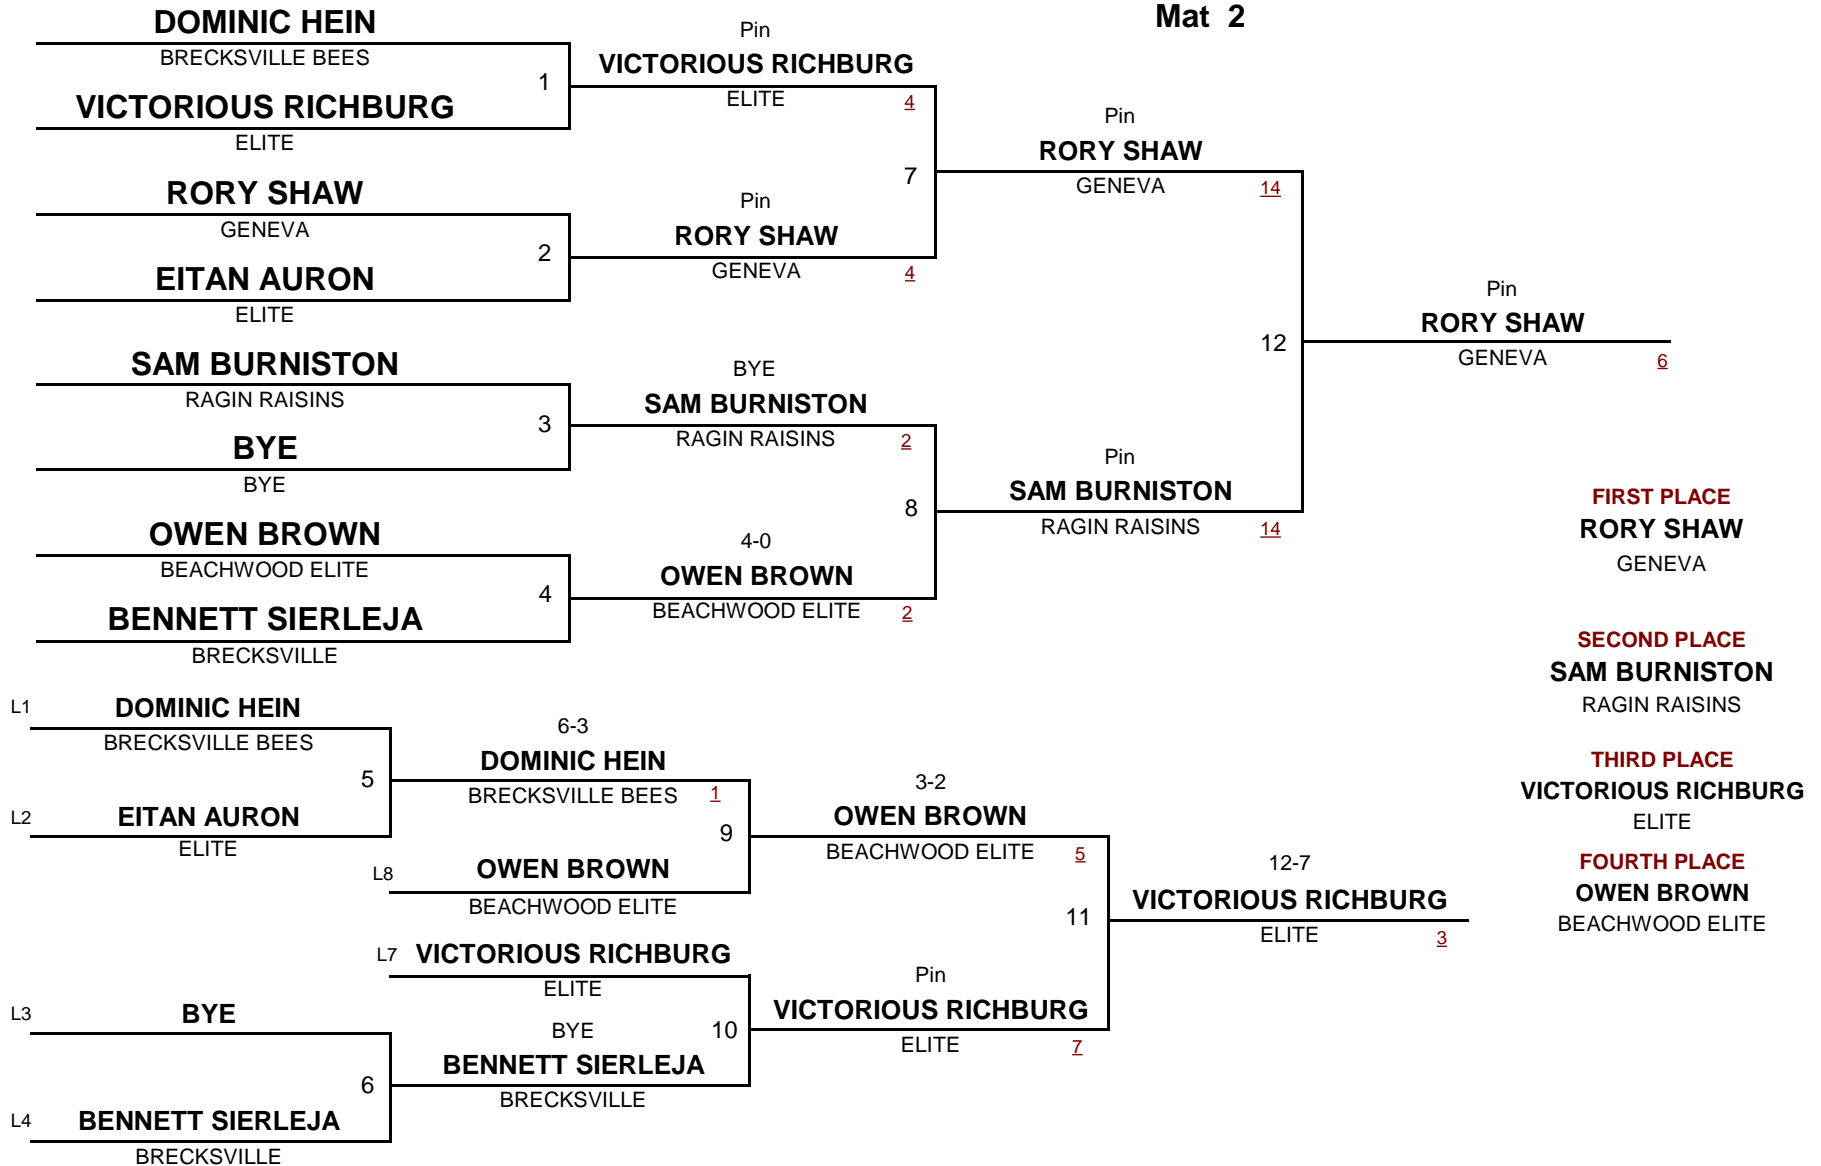 Mat 2
DOMINIC HEIN
BRECKSVILLE BEES
1
VICTORIOUS RICHBURG
ELITE
RORY SHAW
GENEVA
2
EITAN AURON
ELITE
SAM BURNISTON
RAGIN RAISINS
3
BYE
BYE
OWEN BROWN
BEACHWOOD ELITE
4
BENNETT SIERLEJA
BRECKSVILLE
Pin
VICTORIOUS RICHBURG
ELITE 4
7
Pin
RORY SHAW
GENEVA 4
BYE
SAM BURNISTON
RAGIN RAISINS 2
8
4-0
OWEN BROWN
BEACHWOOD ELITE 2
Pin
RORY SHAW
GENEVA 14
12
Pin
SAM BURNISTON
RAGIN RAISINS 14
Pin
RORY SHAW
GENEVA 6
FIRST PLACE
RORY SHAW
GENEVA
SECOND PLACE
SAM BURNISTON
RAGIN RAISINS
THIRD PLACE
VICTORIOUS RICHBURG
ELITE
FOURTH PLACE
OWEN BROWN
BEACHWOOD ELITE
L1 DOMINIC HEIN
BRECKSVILLE BEES
5
L2 EITAN AURON
ELITE
6-3
DOMINIC HEIN
BRECKSVILLE BEES 1
9
L8 OWEN BROWN
BEACHWOOD ELITE
L7 VICTORIOUS RICHBURG
ELITE
10
BYE
BENNETT SIERLEJA
BRECKSVILLE
L3 BYE
6
L4 BENNETT SIERLEJA
BRECKSVILLE
3-2
OWEN BROWN
BEACHWOOD ELITE 5
11
Pin
VICTORIOUS RICHBURG
ELITE 7
12-7
VICTORIOUS RICHBURG
ELITE 3